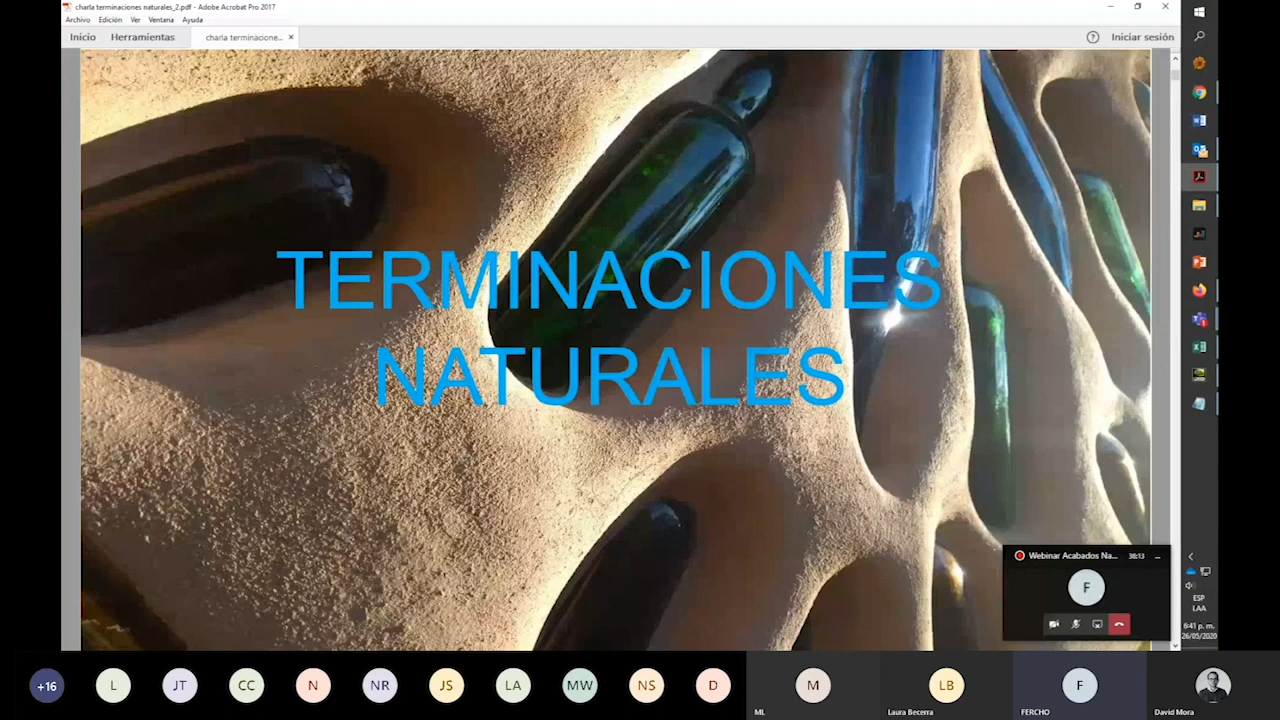 charla terminaciones naturales_2.pdf - Adobe Acrobat Pro 2017
Archivo Edición Ver Ventana Ayuda
Inicio Herramientas charla terminacione... × ? Iniciar sesión
TERMINACIONES
NATURALES
Webinar Acabados Na... 38:13
F
ESP
LAA
6:41 p. m.
26/05/2020
+16 L JT CC N NR JS LA MW NS D M LB F
ML Laura Becerra FERCHO David Mora